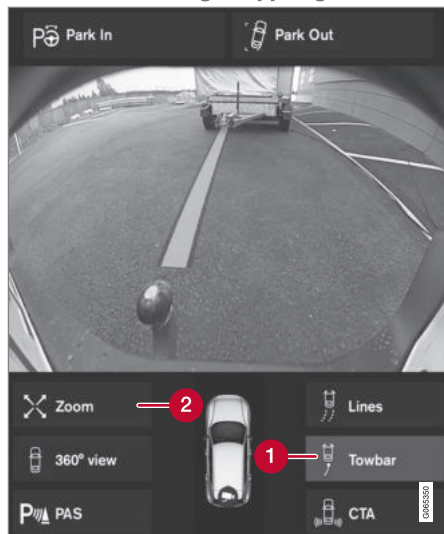 Park In
Park Out
Zoom
2
Lines
360° view
1
Towbar
PAS
CTA
G065350